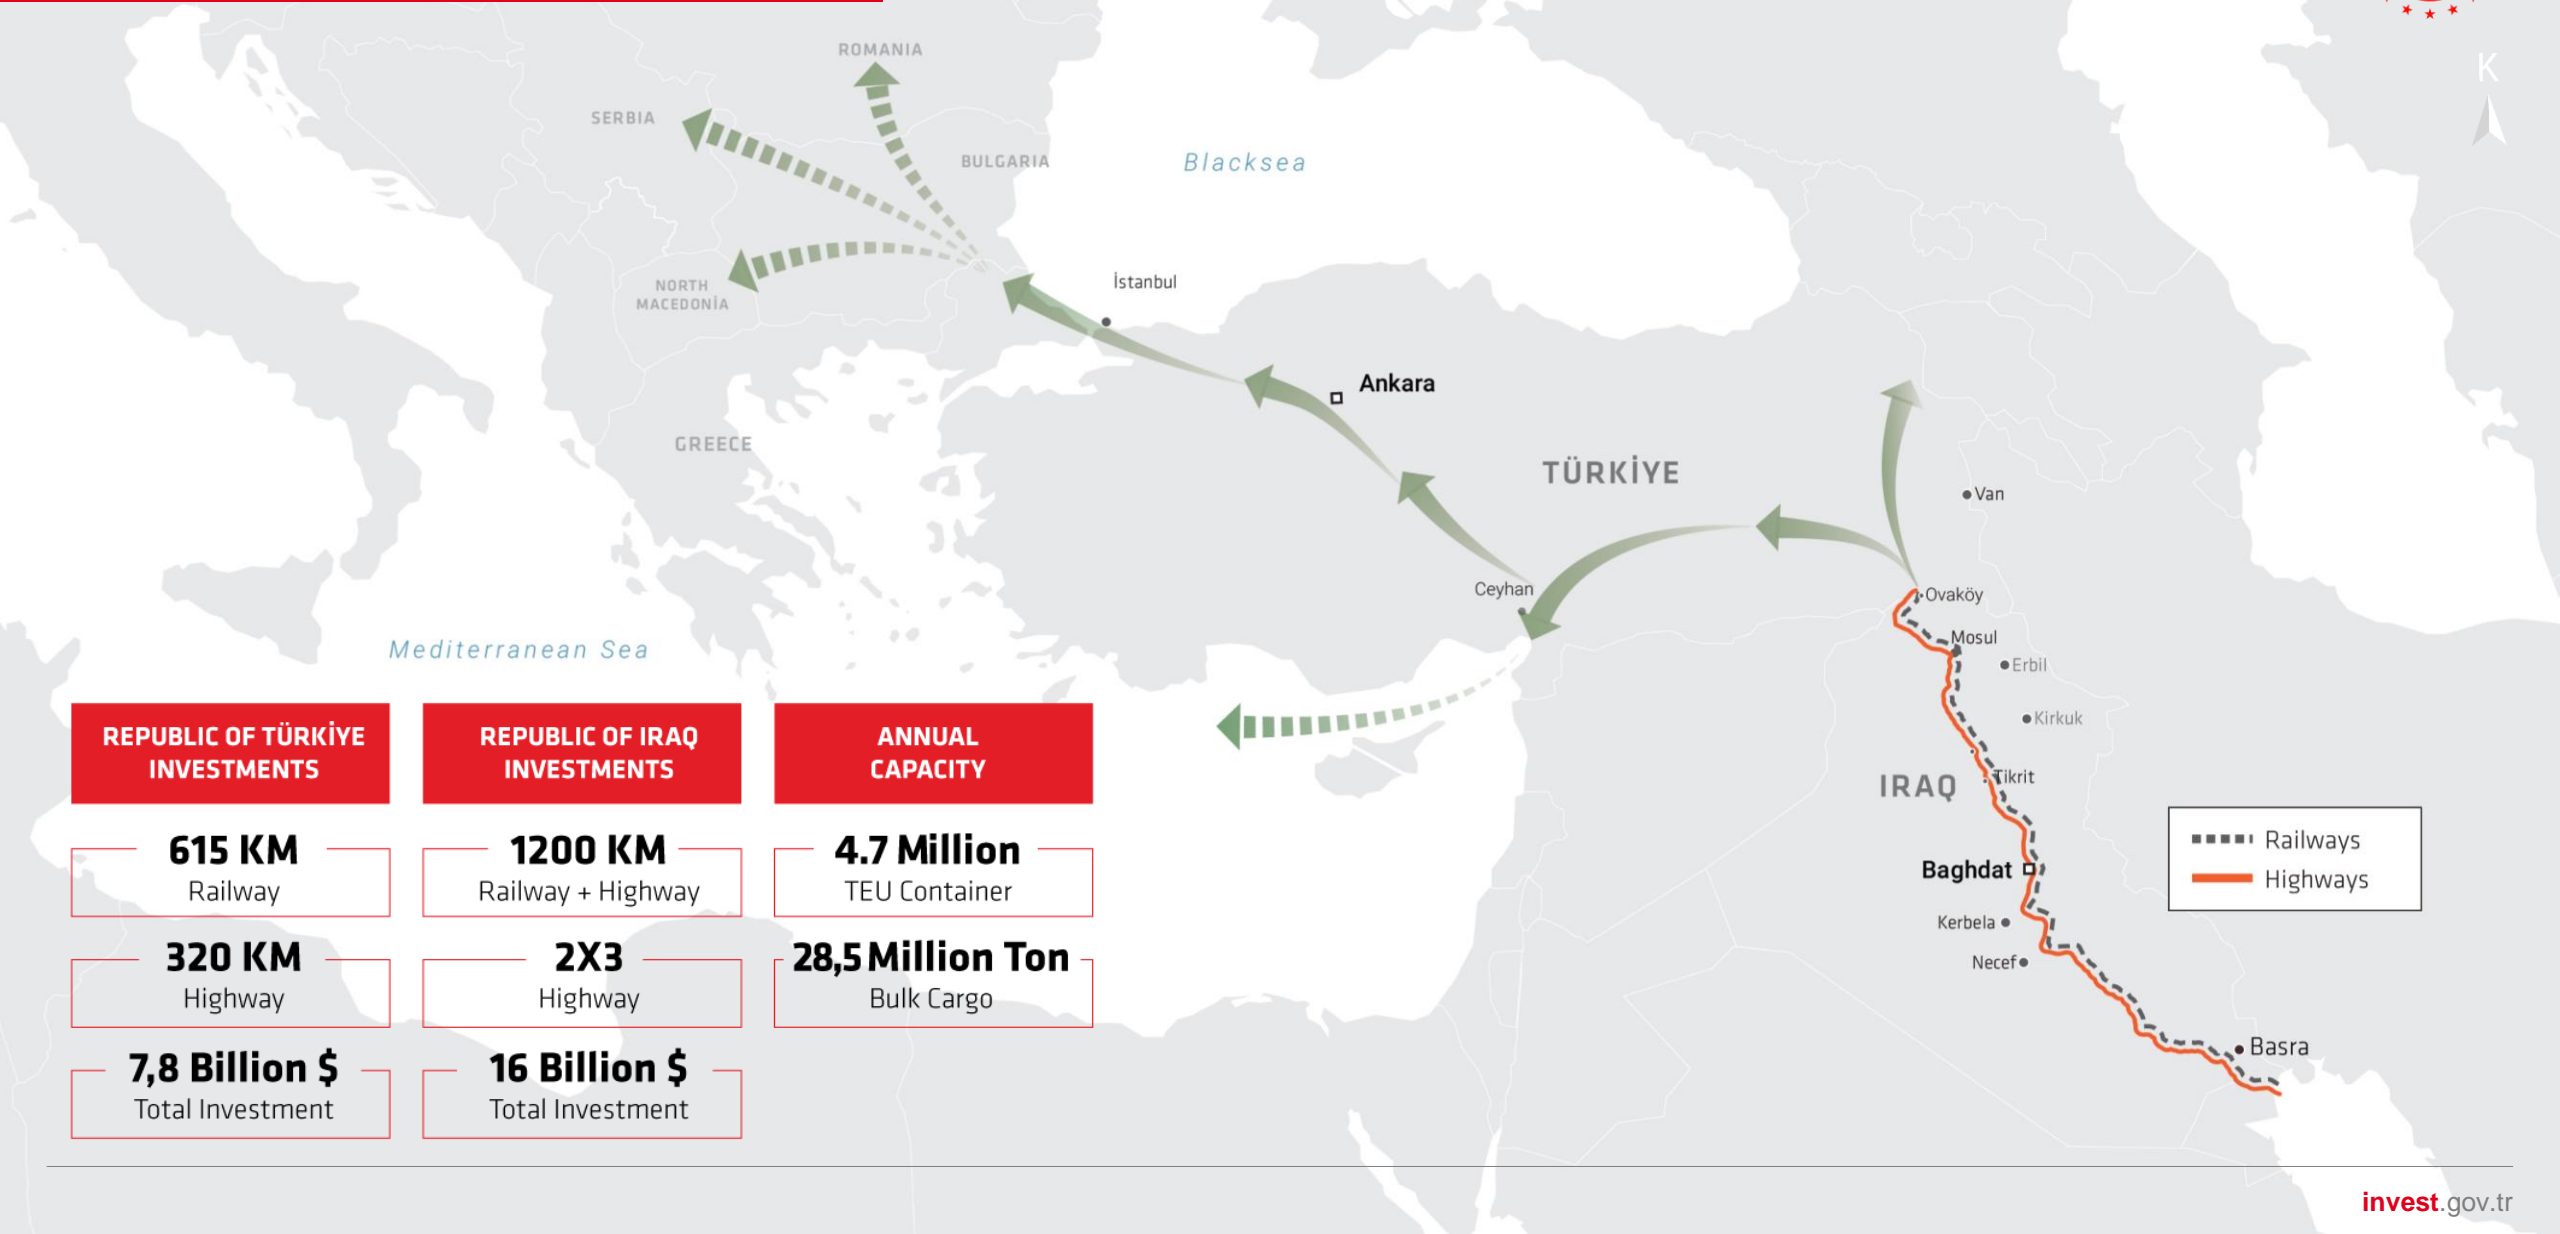 K
ROMANIA
SERBIA
BULGARIA
Blacksea
NORTH
MACEDONİA
İstanbul
Ankara
GREECE
TÜRKİYE
Van
Ceyhan
Ovaköy
Mosul
Erbil
Mediterranean Sea
Kirkuk
Tikrit
IRAQ
Baghdat
Kerbela
Necef
Basra
Railways
Highways
REPUBLIC OF TÜRKİYE
INVESTMENTS
615 KM
Railway
320 KM
Highway
7,8 Billion $
Total Investment
REPUBLIC OF IRAQ
INVESTMENTS
1200 KM
Railway + Highway
2X3
Highway
16 Billion $
Total Investment
ANNUAL
CAPACITY
4.7 Million
TEU Container
28,5 Million Ton
Bulk Cargo
invest.gov.tr